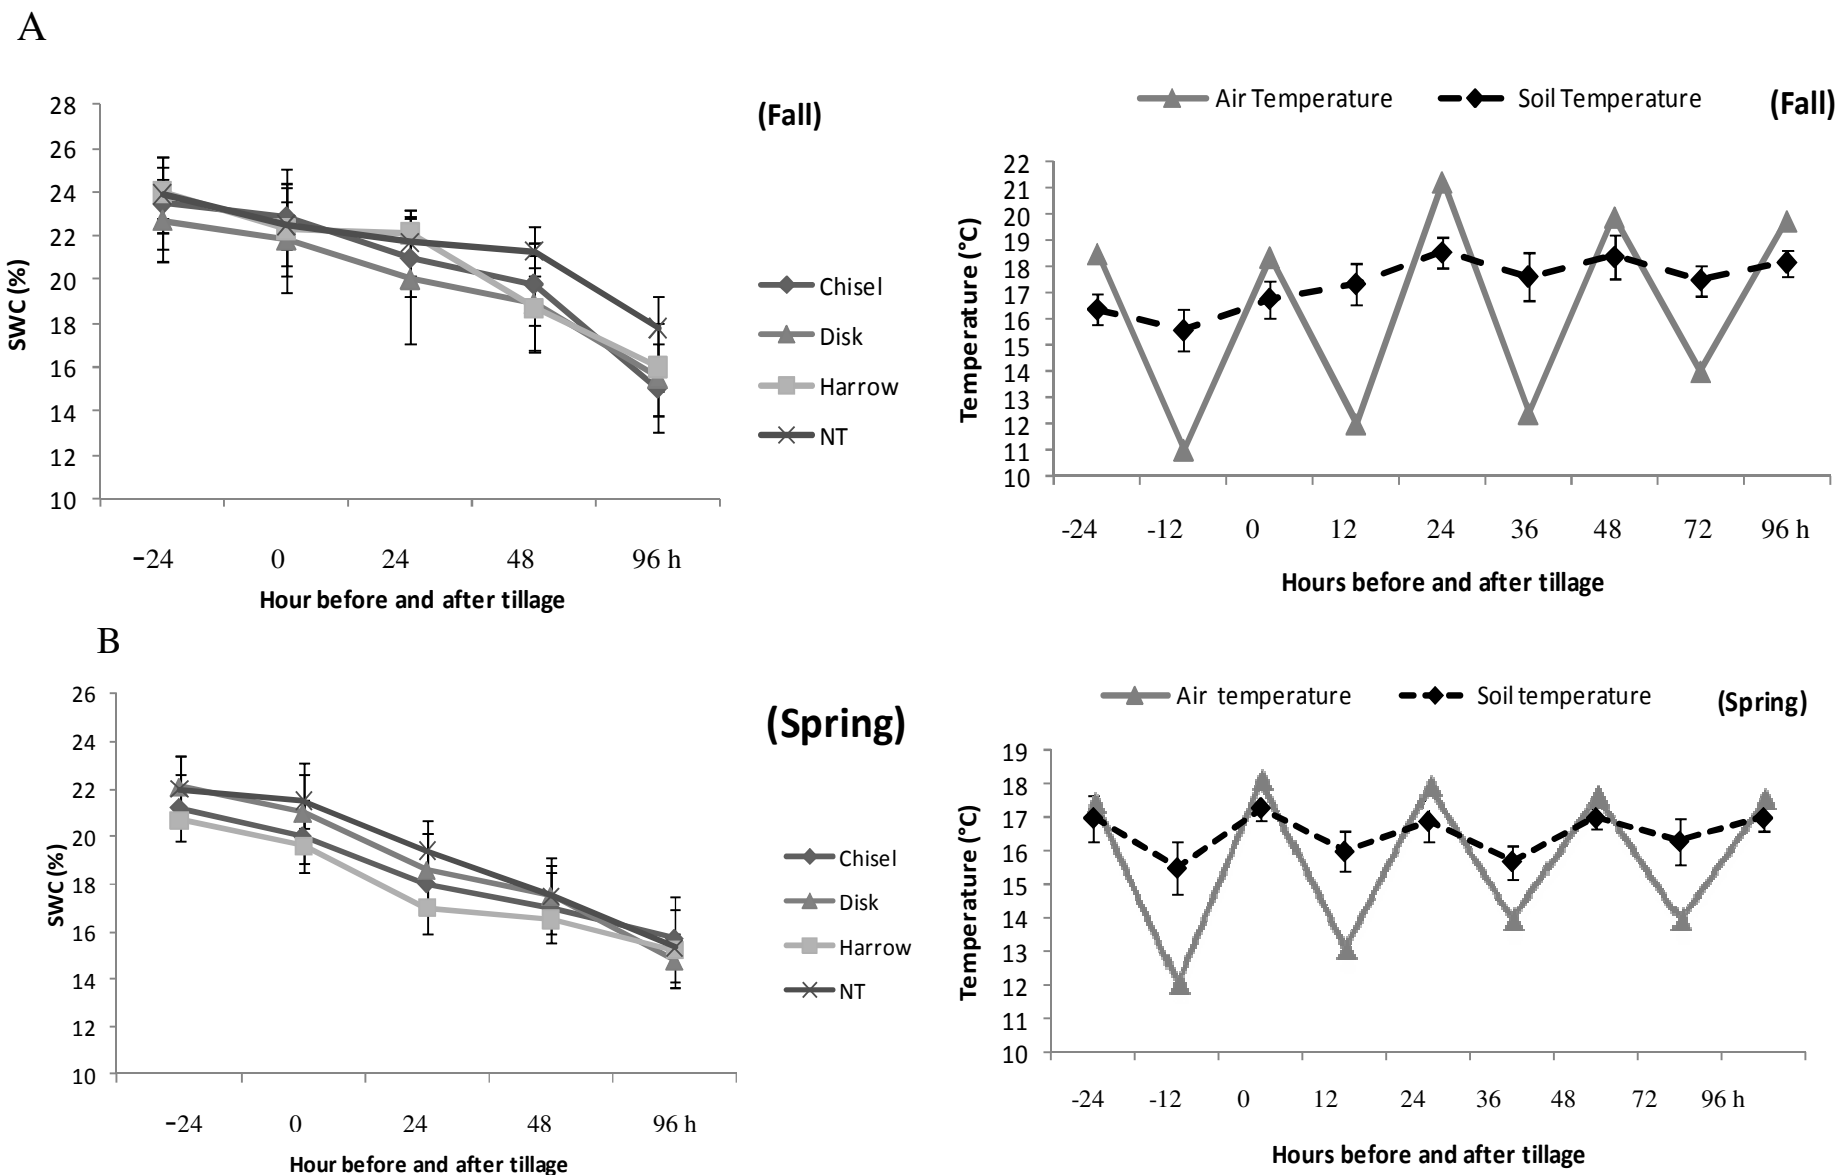 A
(Fall)
28
26
24
22
20
18
16
14
12
10
SWC (%)
Chisel
Disk
Harrow
NT
−24 0 24 48 96 h
Hour before and after tillage
Air Temperature Soil Temperature (Fall)
22
21
20
19
18
17
16
15
14
13
12
11
10
Temperature (°C)
-24 -12 0 12 24 36 48 72 96 h
Hours before and after tillage
B
(Spring)
26
24
22
20
18
16
14
12
10
SWC (%)
Chisel
Disk
Harrow
NT
−24 0 24 48 96 h
Hour before and after tillage
Air temperature Soil temperature (Spring)
19
18
17
16
15
14
13
12
11
10
Temperature (°C)
-24 -12 0 12 24 36 48 72 96 h
Hours before and after tillage